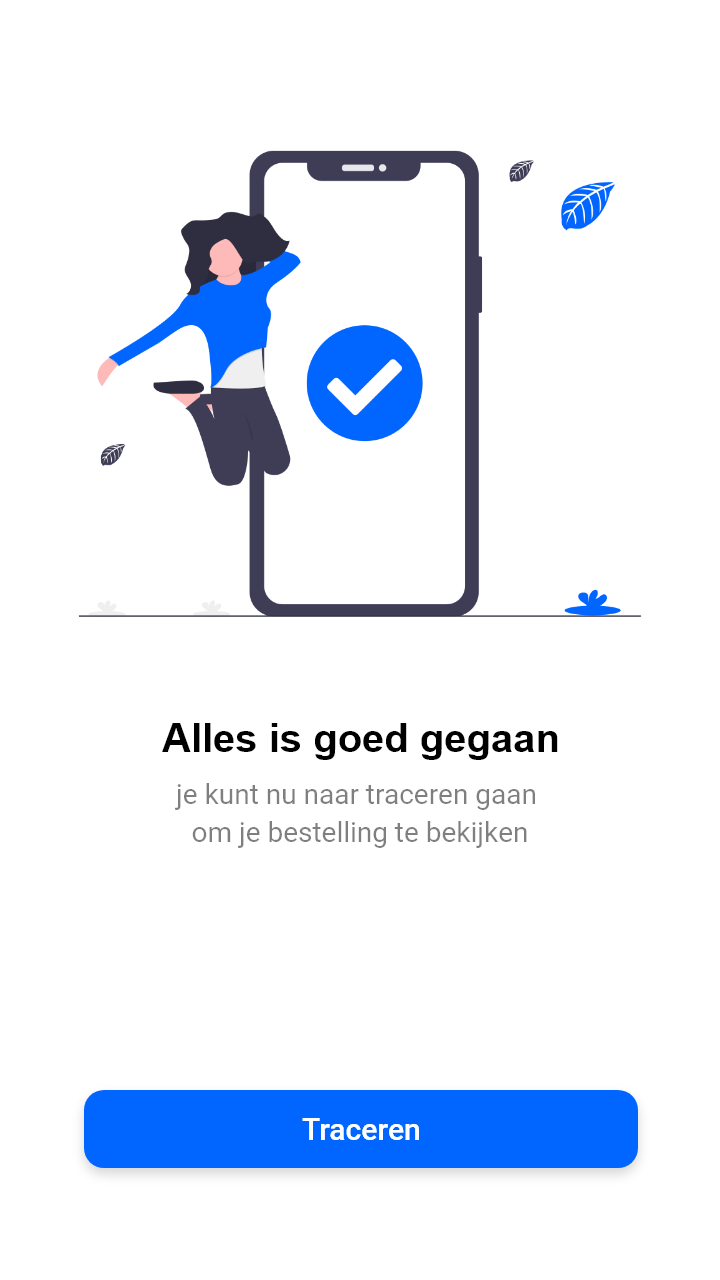 Alles is goed gegaan
je kunt nu naar traceren gaan
om je bestelling te bekijken
Traceren